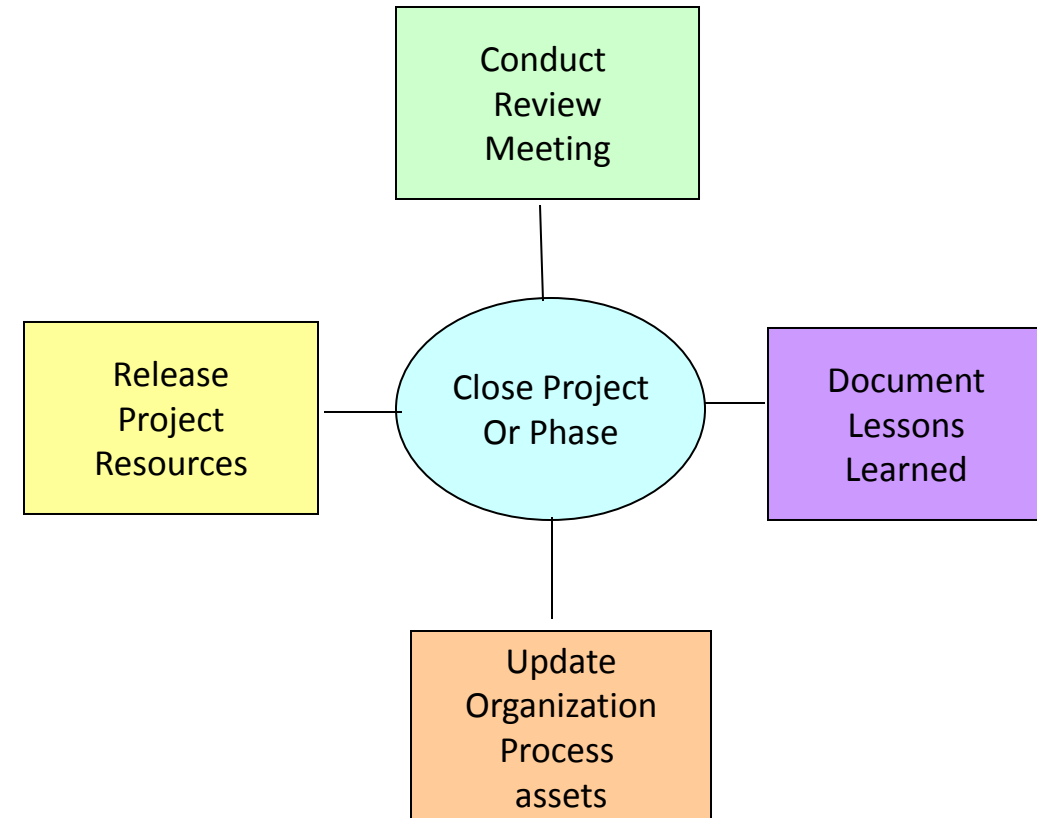 Conduct
Review
Meeting
Release
Project
Resources
Close Project
Or Phase
Document
Lessons
Learned
Update
Organization
Process
assets